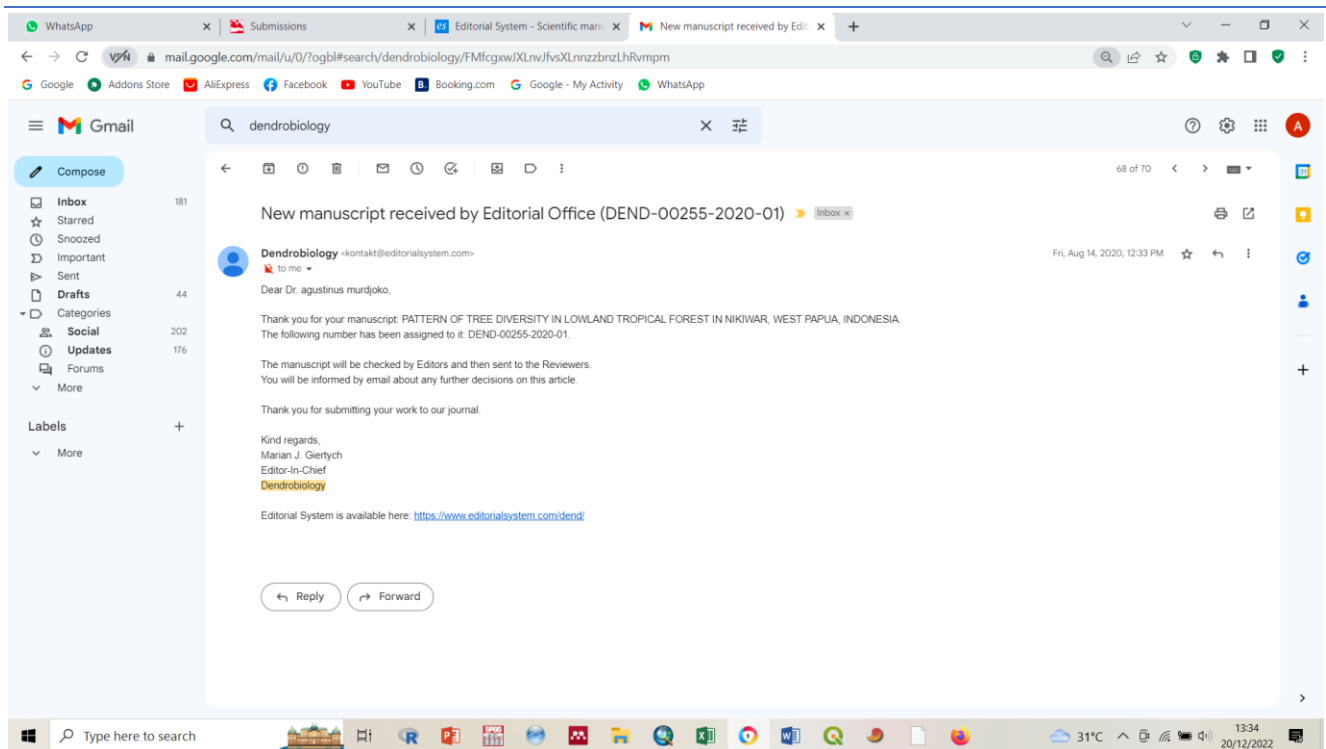 WhatsApp
Submissions
Editorial System - Scientific manu
New manuscript received by Edit
VPN
mail.google.com/mail/u/0/?ogbl#search/dendrobiology/FMfcgxwJXLnvJfvsXLnnzzbnzLhRvmpm
Google
Addons Store
AliExpress
Facebook
YouTube
Booking.com
Google - My Activity
WhatsApp
Gmail
dendrobiology
A
Compose
68 of 70
31
Inbox 181
Starred
Snoozed
Important
Sent
Drafts 44
Categories
Social 202
Updates 176
Forums
More
Labels
More
New manuscript received by Editorial Office (DEND-00255-2020-01)
Inbox x
Dendrobiology <kontakt@editorialsystem.com>
Fri, Aug 14, 2020, 12:33 PM
to me
Dear Dr. agustinus murdjoko,
Thank you for your manuscript: PATTERN OF TREE DIVERSITY IN LOWLAND TROPICAL FOREST IN NIKIWAR, WEST PAPUA, INDONESIA.
The following number has been assigned to it: DEND-00255-2020-01.
The manuscript will be checked by Editors and then sent to the Reviewers.
You will be informed by email about any further decisions on this article.
Thank you for submitting your work to our journal.
Kind regards,
Marian J. Giertych
Editor-In-Chief
Dendrobiology
Editorial System is available here: https://www.editorialsystem.com/dend/
Reply
Forward
Type here to search
31°C
13:34
20/12/2022